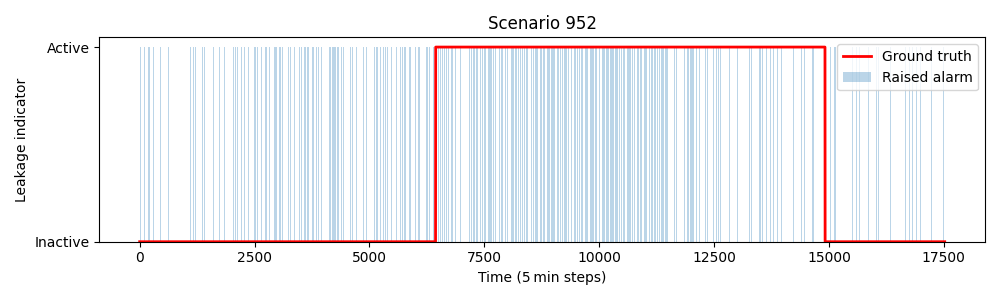 Scenario 952
Active
Inactive
Leakage indicator
Ground truth
Raised alarm
0 2500 5000 7500 10000 12500 15000 17500
Time (5 min steps)